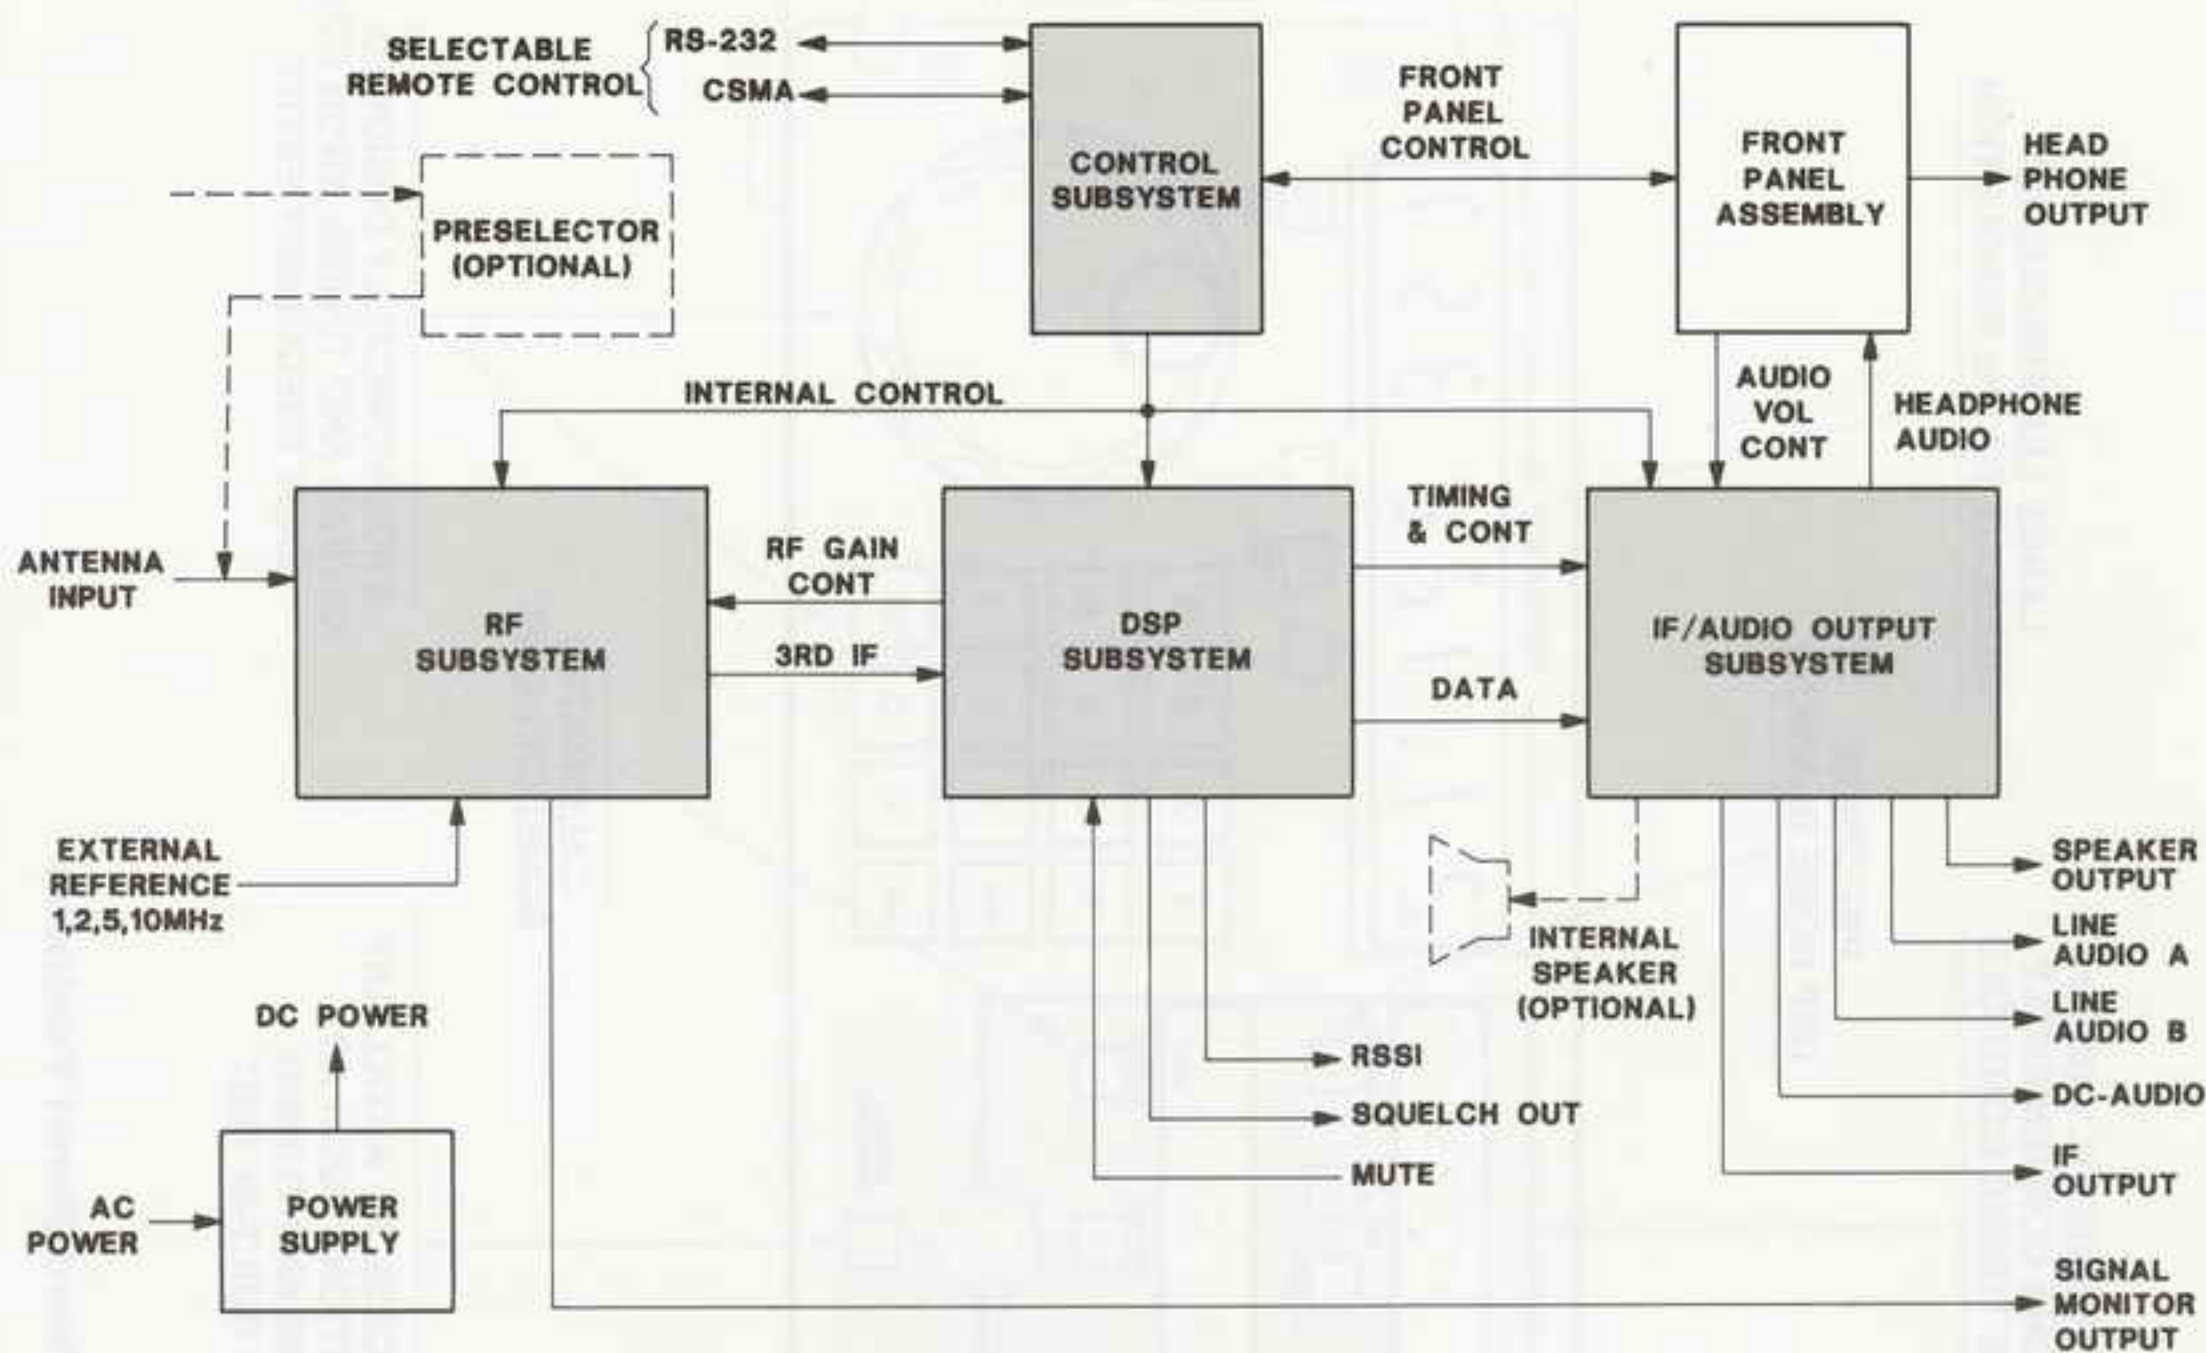 SELECTABLE
REMOTE CONTROL
RS-232
CSMA
FRONT
PANEL
CONTROL
CONTROL
SUBSYSTEM
FRONT
PANEL
ASSEMBLY
HEAD
PHONE
OUTPUT
PRESELECTOR
(OPTIONAL)
INTERNAL CONTROL
AUDIO
VOL
CONT
HEADPHONE
AUDIO
ANTENNA
INPUT
RF
SUBSYSTEM
RF GAIN
CONT
3RD IF
DSP
SUBSYSTEM
TIMING
& CONT
DATA
IF/AUDIO OUTPUT
SUBSYSTEM
EXTERNAL
REFERENCE
1,2,5,10MHz
INTERNAL
SPEAKER
(OPTIONAL)
SPEAKER
OUTPUT
LINE
AUDIO A
LINE
AUDIO B
DC-AUDIO
IF
OUTPUT
SIGNAL
MONITOR
OUTPUT
RSSI
SQUELCH OUT
MUTE
DC POWER
AC
POWER
POWER
SUPPLY